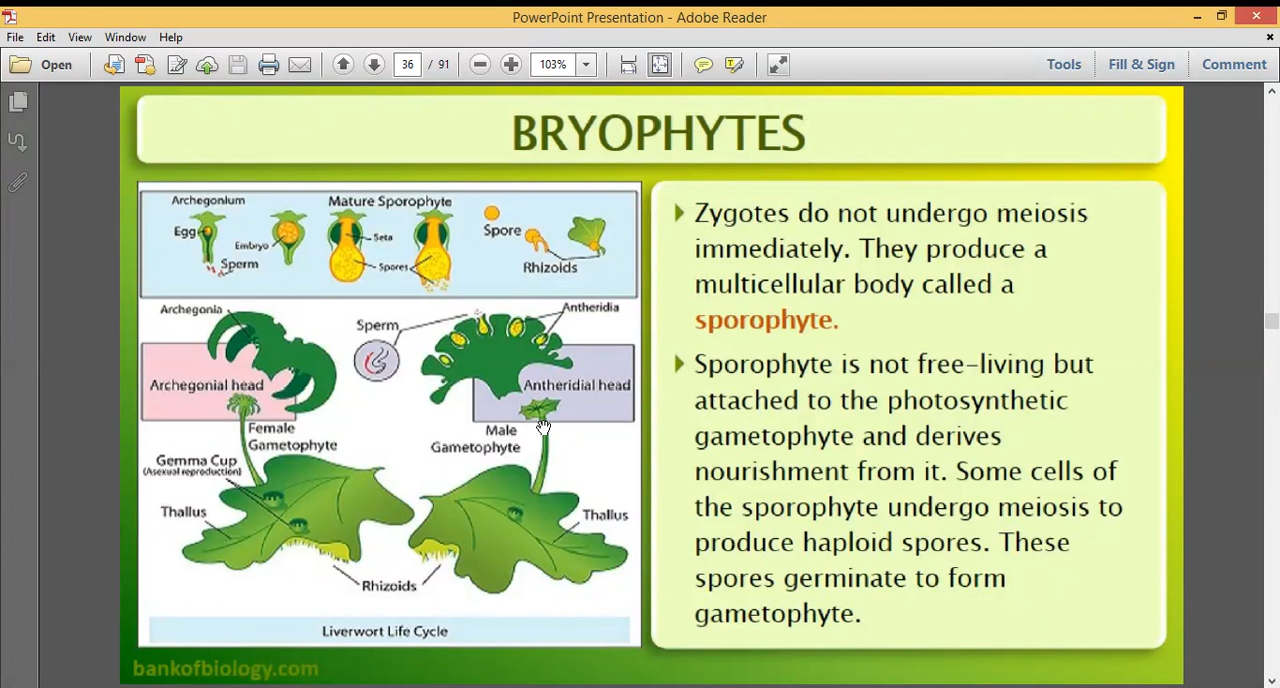 PowerPoint Presentation - Adobe Reader
File Edit View Window Help
Open
36 / 91
103%
Tools
Fill & Sign
Comment
BRYOPHYTES
Archegonium
Mature Sporophyte
Egg
Embryo
Sperm
Seta
Spores
Spore
Rhizoids
Archegonia
Sperm
Antheridia
Archegonial head
Antheridial head
Female
Gametophyte
Male
Gametophyte
Gemma Cup
(Asexual reproduction)
Thallus
Thallus
Rhizoids
Liverwort Life Cycle
Zygotes do not undergo meiosis
immediately. They produce a
multicellular body called a
sporophyte.
Sporophyte is not free-living but
attached to the photosynthetic
gametophyte and derives
nourishment from it. Some cells of
the sporophyte undergo meiosis to
produce haploid spores. These
spores germinate to form
gametophyte.
bankofbiology.com